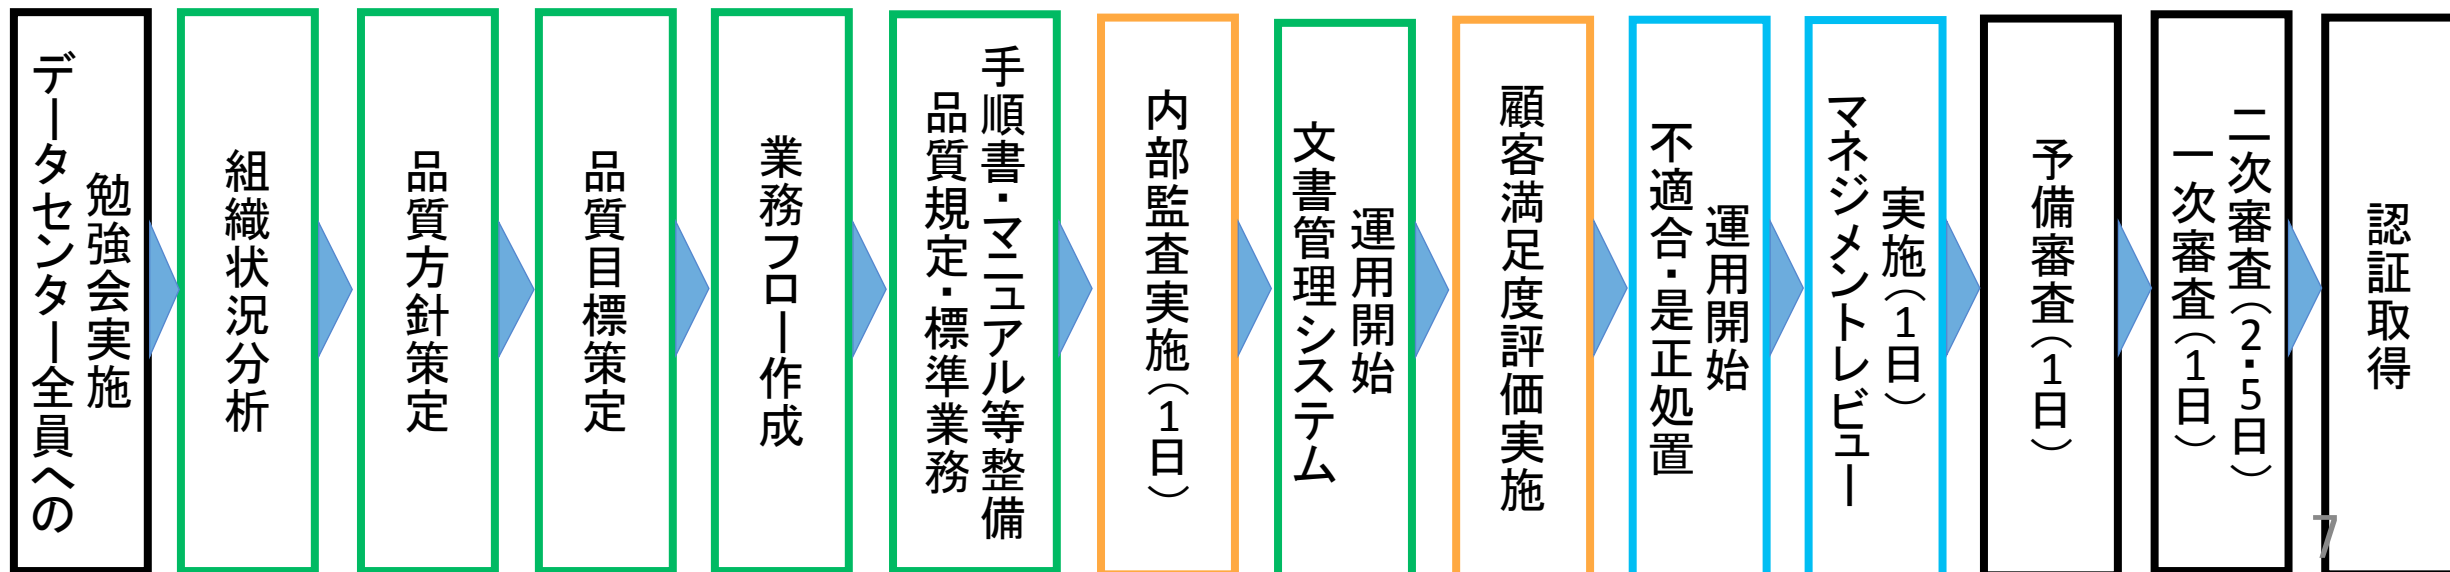 データセンター全員への
勉強会実施
組織状況分析
品質方針策定
品質目標策定
業務フロー作成
品質規定・標準業務
手順書・マニュアル等整備
内部監査実施（1日）
文書管理システム
運用開始
顧客満足度評価実施
不適合・是正処置
運用開始
マネジメントレビュー
実施（1日）
予備審査（1日）
一次審査（1日）
二次審査（2・5日）
認証取得
7